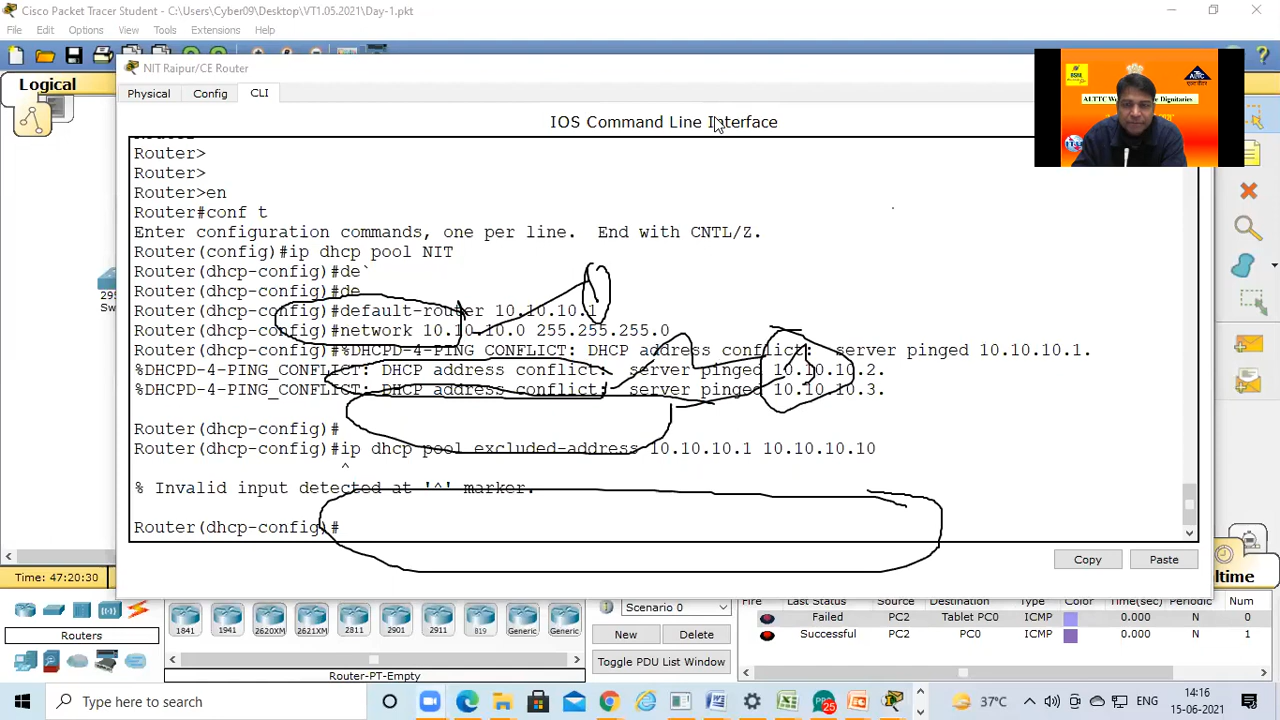 Cisco Packet Tracer Student - C:\Users\Cyber09\Desktop\VT1.05.2021\Day-1.pkt
File Edit Options View Tools Extensions Help
Logical
NIT Raipur/CE Router
Physical Config CLI
IOS Command Line Interface
Router>
Router>
Router>en
Router#conf t
Enter configuration commands, one per line.  End with CNTL/Z.
Router(config)#ip dhcp pool NIT
Router(dhcp-config)#de`
Router(dhcp-config)#de
Router(dhcp-config)#default-router 10.10.10.1
Router(dhcp-config)#network 10.10.10.0 255.255.255.0
Router(dhcp-config)#%DHCPD-4-PING_CONFLICT: DHCP address conflict:  server pinged 10.10.10.1.
%DHCPD-4-PING_CONFLICT: DHCP address conflict:  server pinged 10.10.10.2.
%DHCPD-4-PING_CONFLICT: DHCP address conflict:  server pinged 10.10.10.3.
Router(dhcp-config)#
Router(dhcp-config)#ip dhcp pool excluded-address 10.10.10.1 10.10.10.10
^
% Invalid input detected at '^' marker.
Router(dhcp-config)#
Copy Paste
BSNL
ALTTC
ALTTC Dignitaries
295
Sw
Time: 47:20:30
Routers
1841 1941 2620XM 2621XM 2811 2901 2911 819 Generic Generic
Router-PT-Empty
Scenario 0
New Delete
Toggle PDU List Window
Fire Last Status Source Destination Type Color Time(sec) Periodic Num
Failed PC2 Tablet PC0 ICMP 0.000 N 0
Successful PC2 PC0 ICMP 0.000 N 1
ltime
Type here to search
25
37°C
ENG
14:16
15-06-2021